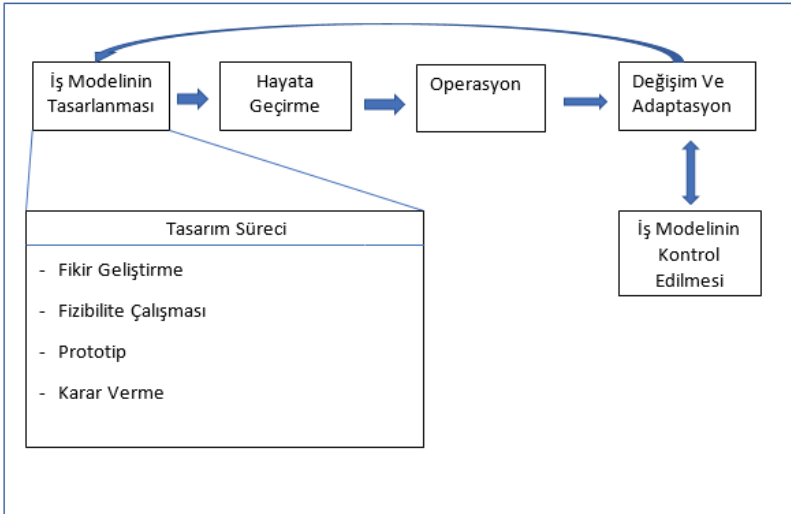 İş Modelinin
Tasarlanması
Hayata
Geçirme
Operasyon
Değişim Ve
Adaptasyon
İş Modelinin
Kontrol
Edilmesi
Tasarım Süreci
- Fikir Geliştirme
- Fizibilite Çalışması
- Prototip
- Karar Verme